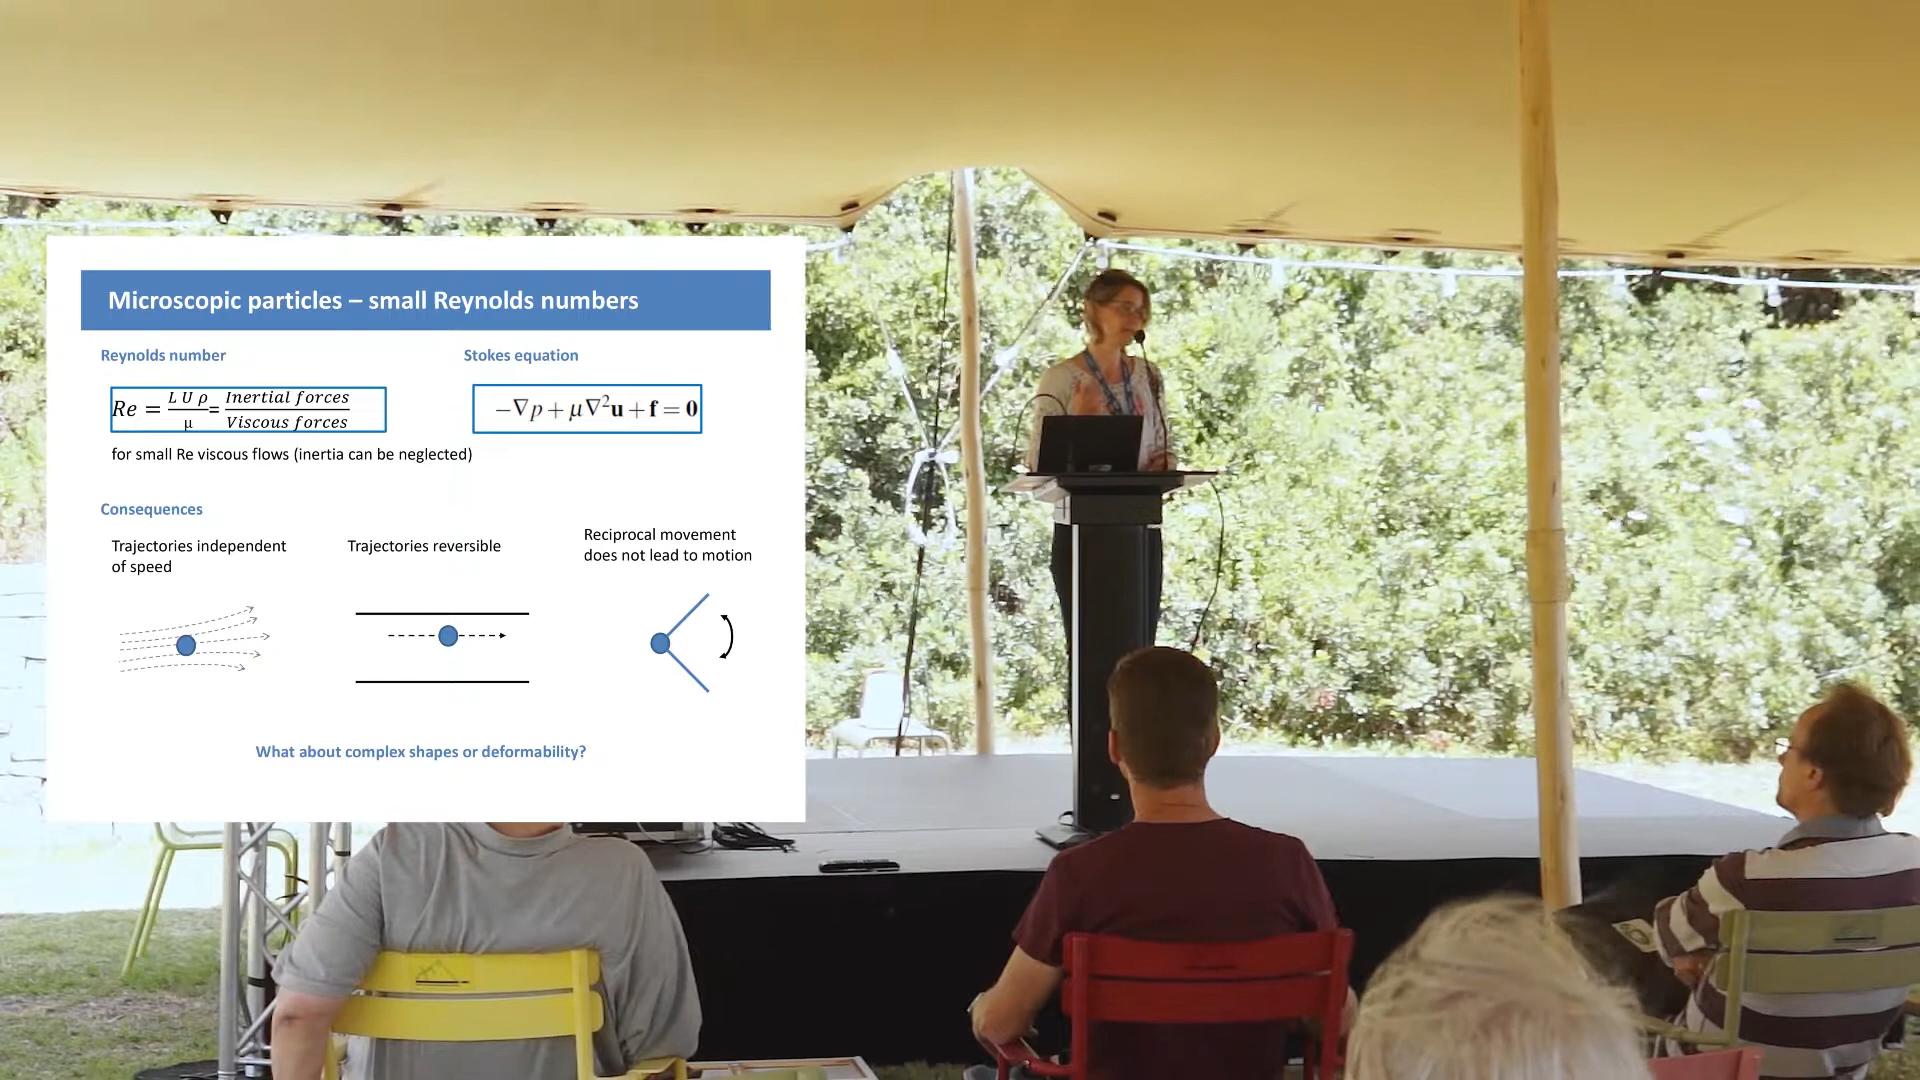 Microscopic particles – small Reynolds numbers
Reynolds number
Stokes equation
Re = L U ρ / μ = Inertial forces / Viscous forces
−∇p + μ∇²u + f = 0
for small Re viscous flows (inertia can be neglected)
Consequences
Trajectories independent
of speed
Trajectories reversible
Reciprocal movement
does not lead to motion
What about complex shapes or deformability?